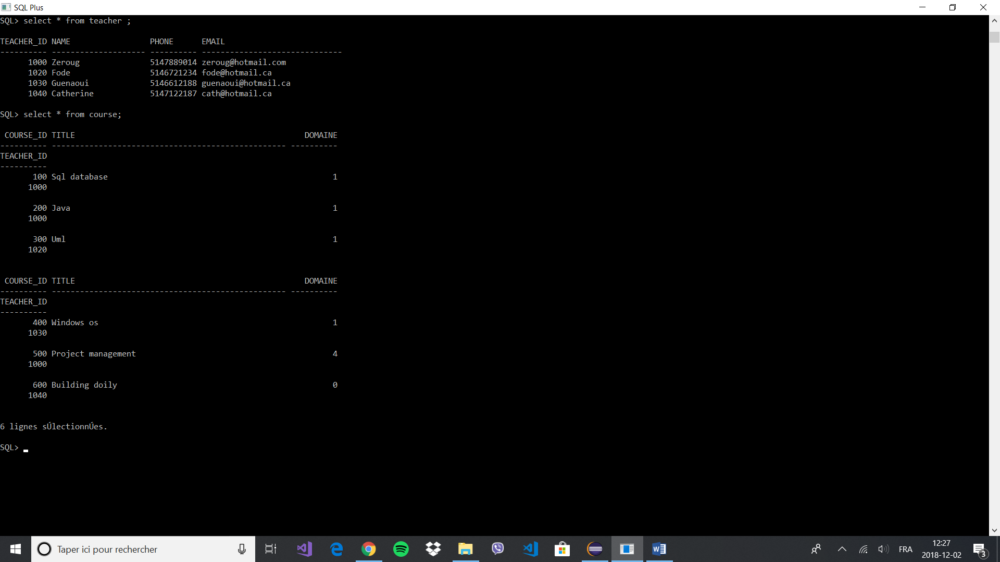 SQL Plus
SQL> select * from teacher ;
TEACHER_ID NAME                 PHONE      EMAIL
---------- -------------------- ---------- ------------------------------
      1000 Zeroug               5147889014 zeroug@hotmail.com
      1020 Fode                 5146721234 fode@hotmail.ca
      1030 Guenaoui             5146612188 guenaoui@hotmail.ca
      1040 Catherine            5147122187 cath@hotmail.ca
SQL> select * from course;
 COURSE_ID TITLE                                                 DOMAINE
---------- -------------------------------------------------- ----------
TEACHER_ID
----------
       100 Sql database                                                1
      1000
       200 Java                                                        1
      1000
       300 Uml                                                         1
      1020
 COURSE_ID TITLE                                                 DOMAINE
---------- -------------------------------------------------- ----------
TEACHER_ID
----------
       400 Windows os                                                  1
      1030
       500 Project management                                          4
      1000
       600 Building doily                                              0
      1040
6 lignes sÚlectionnÚes.
SQL>
Taper ici pour rechercher
FRA
12:27
2018-12-02
3